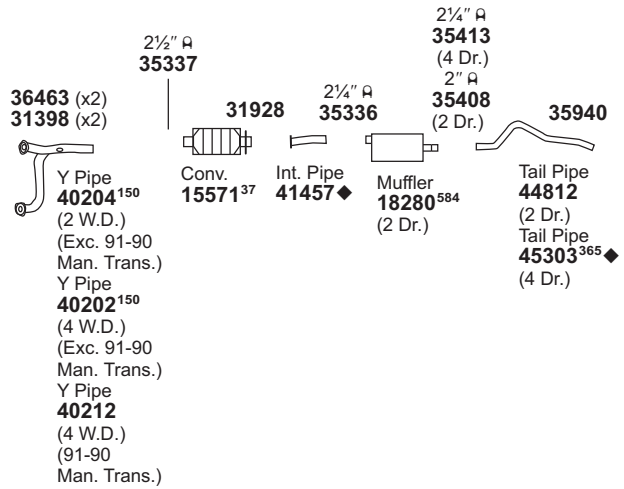 2¼″
35413
(4 Dr.)
2½″
35337
2″
35408
(2 Dr.)
36463 (x2)
31398 (x2)
31928
2¼″
35336
35940
Y Pipe
40204¹⁵⁰
(2 W.D.)
(Exc. 91-90
Man. Trans.)
Y Pipe
40202¹⁵⁰
(4 W.D.)
(Exc. 91-90
Man. Trans.)
Y Pipe
40212
(4 W.D.)
(91-90
Man. Trans.)
Conv.
15571³⁷
Int. Pipe
41457◆
Muffler
18280⁵⁸⁴
(2 Dr.)
Tail Pipe
44812
(2 Dr.)
Tail Pipe
45303³⁶⁵◆
(4 Dr.)